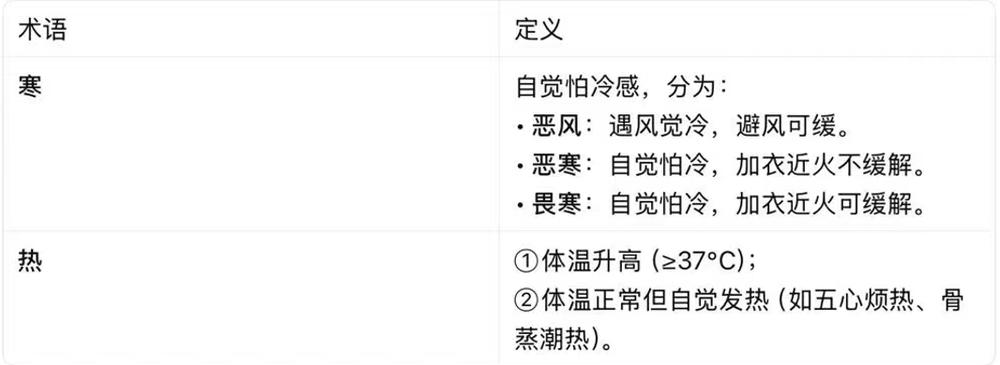 术语
定义
寒
自觉怕冷感，分为：
• 恶风：遇风觉冷，避风可缓。
• 恶寒：自觉怕冷，加衣近火不缓解。
• 畏寒：自觉怕冷，加衣近火可缓解。
热
①体温升高 (≥37°C)；
②体温正常但自觉发热 (如五心烦热、骨
蒸潮热)。